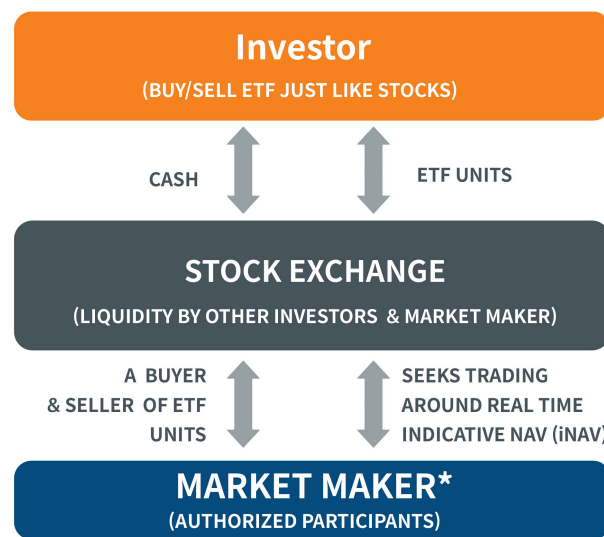 Investor
(BUY/SELL ETF JUST LIKE STOCKS)
CASH
ETF UNITS
STOCK EXCHANGE
(LIQUIDITY BY OTHER INVESTORS & MARKET MAKER)
A BUYER
& SELLER OF ETF
UNITS
SEEKS TRADING
AROUND REAL TIME
INDICATIVE NAV (iNAV)
MARKET MAKER*
(AUTHORIZED PARTICIPANTS)